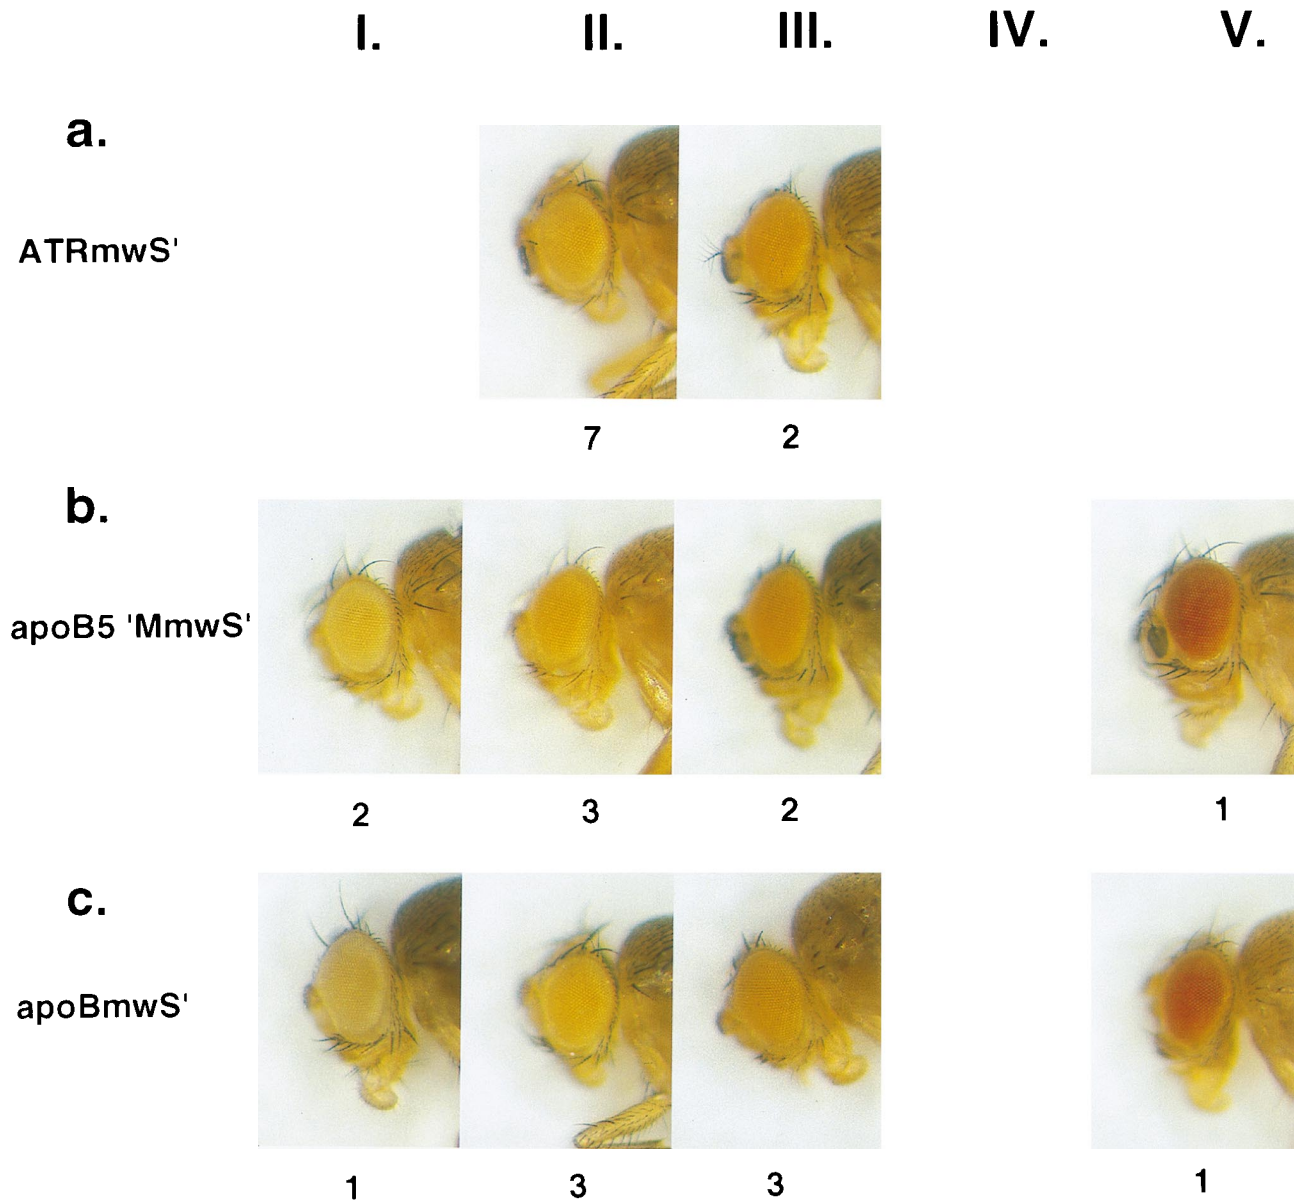 I. II. III. IV. V.
a.
ATRmwS'
7 2
b.
apoB5 'MmwS'
2 3 2 1
c.
apoBmwS'
1 3 3 1